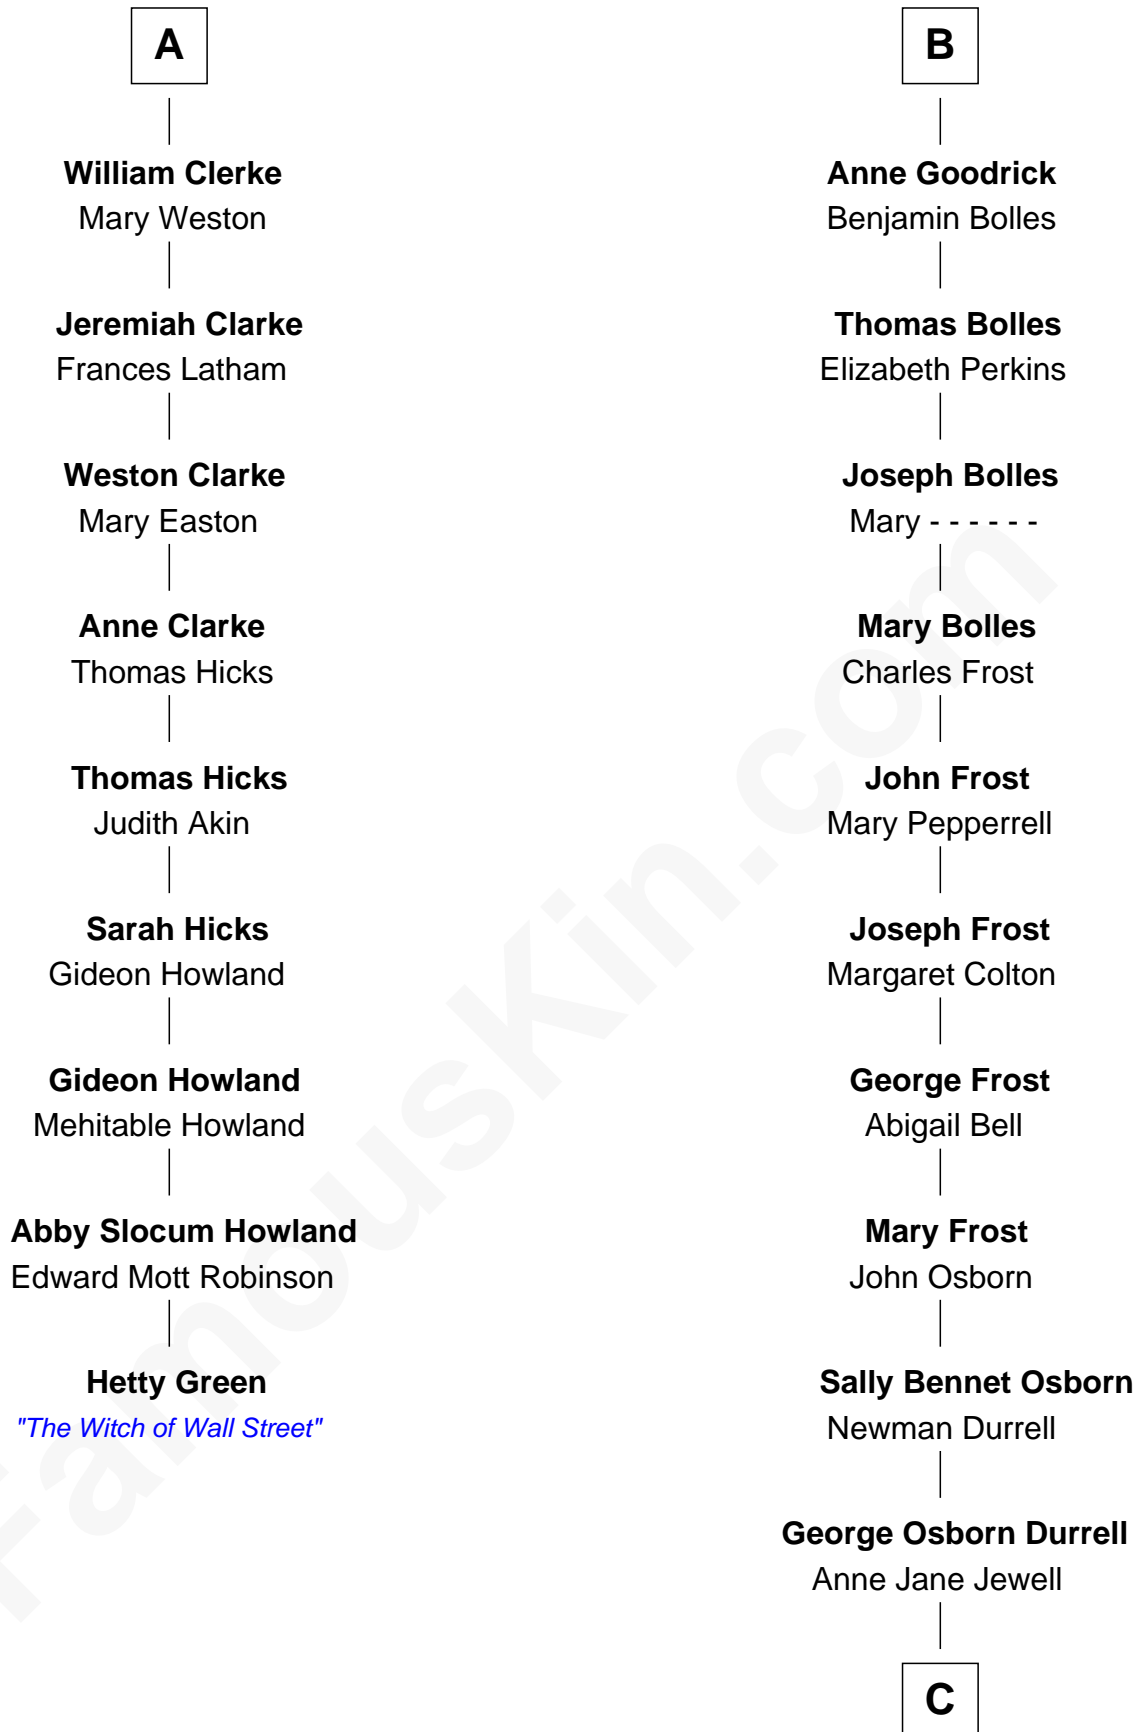 A
William Clerke
Mary Weston
Jeremiah Clarke
Frances Latham
Weston Clarke
Mary Easton
Anne Clarke
Thomas Hicks
Thomas Hicks
Judith Akin
Sarah Hicks
Gideon Howland
Gideon Howland
Mehitable Howland
Abby Slocum Howland
Edward Mott Robinson
Hetty Green
"The Witch of Wall Street"
B
Anne Goodrick
Benjamin Bolles
Thomas Bolles
Elizabeth Perkins
Joseph Bolles
Mary - - - - - -
Mary Bolles
Charles Frost
John Frost
Mary Pepperrell
Joseph Frost
Margaret Colton
George Frost
Abigail Bell
Mary Frost
John Osborn
Sally Bennet Osborn
Newman Durrell
George Osborn Durrell
Anne Jane Jewell
C
FamousKin.com